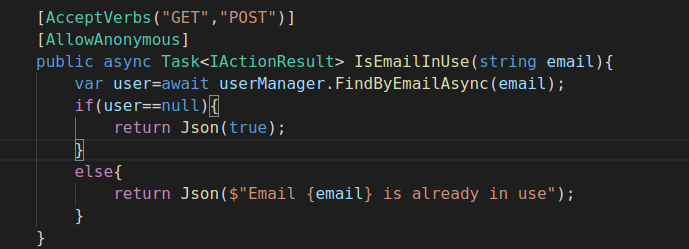 [AcceptVerbs("GET","POST")]
[AllowAnonymous]
public async Task<IActionResult> IsEmailInUse(string email){
var user=await userManager.FindByEmailAsync(email);
if(user==null){
return Json(true);
}
else{
return Json($"Email {email} is already in use");
}
}